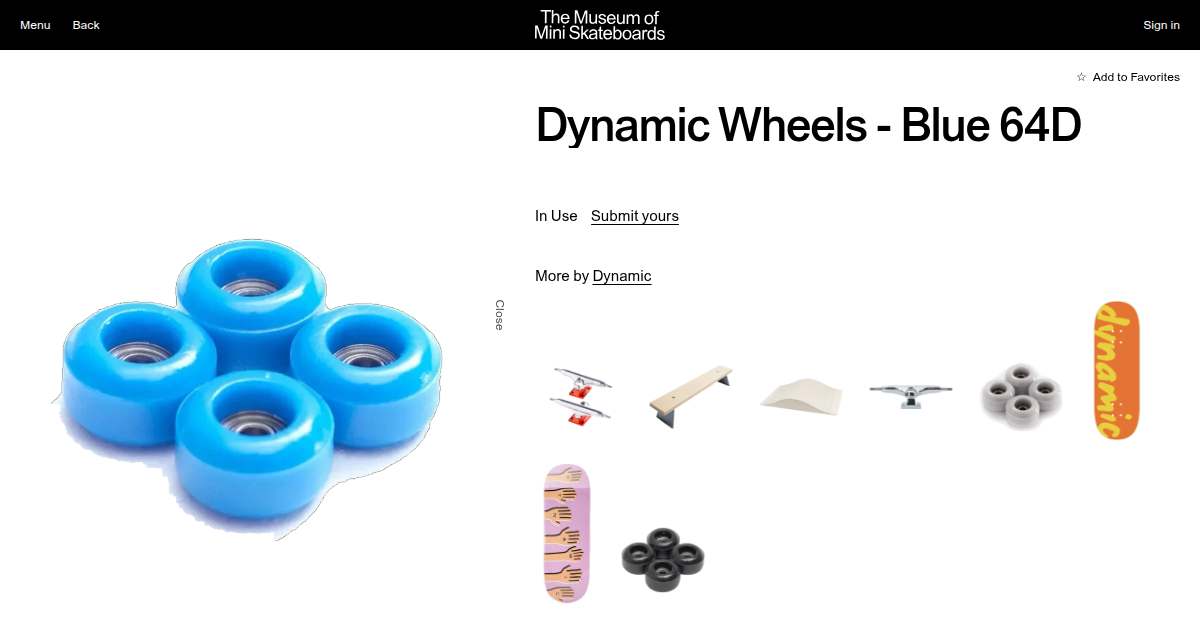 Menu
Back
The Museum of
Mini Skateboards
Sign in
☆ Add to Favorites
Dynamic Wheels - Blue 64D
In Use Submit yours
More by Dynamic
Close
dynamic